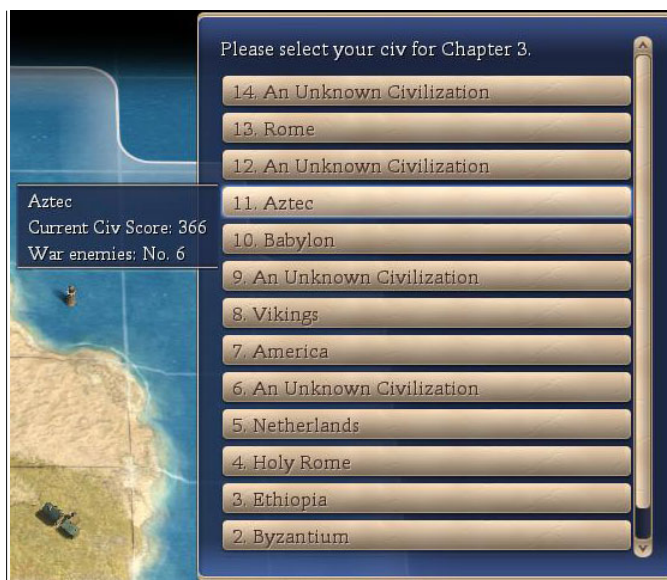 Please select your civ for Chapter 3.
14. An Unknown Civilization
13. Rome
12. An Unknown Civilization
Aztec
Current Civ Score: 366
War enemies: No. 6
11. Aztec
10. Babylon
9. An Unknown Civilization
8. Vikings
7. America
6. An Unknown Civilization
5. Netherlands
4. Holy Rome
3. Ethiopia
2. Byzantium